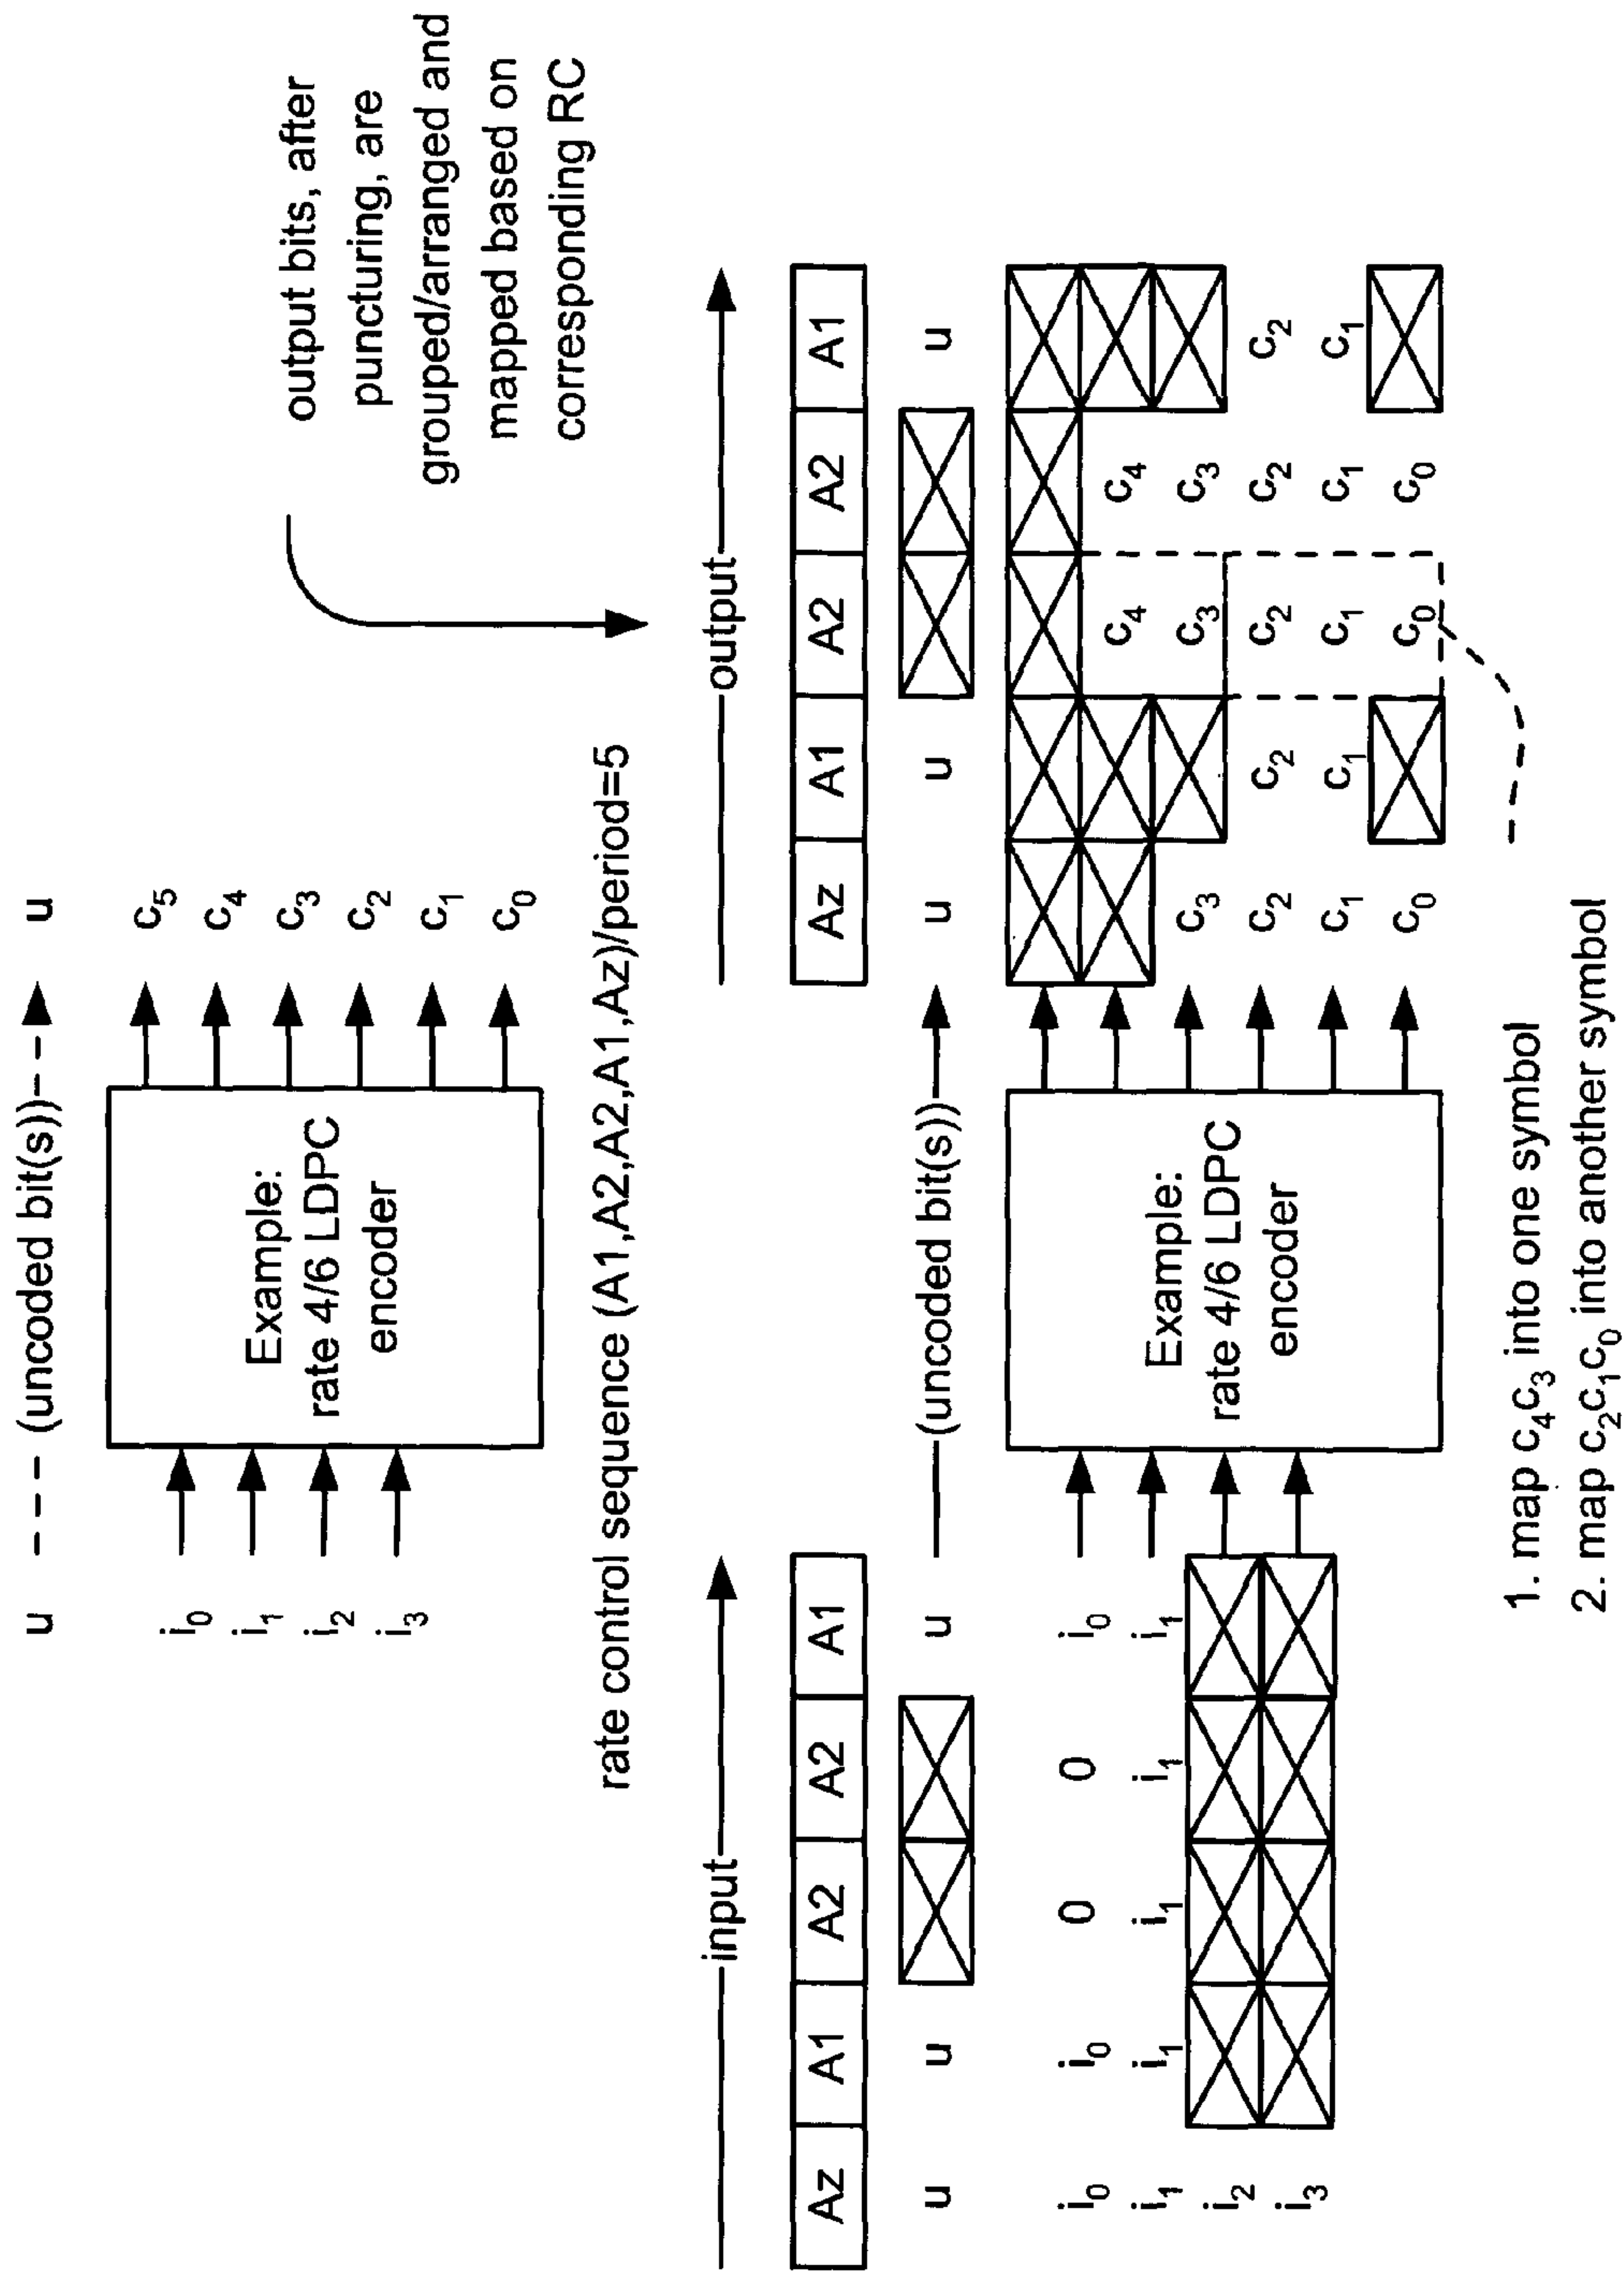 u --- (uncoded bit(s)) --> u
i₀
i₁
i₂
i₃
Example:
rate 4/6 LDPC
encoder
c₅
c₄
c₃
c₂
c₁
c₀
output bits, after
puncturing, are
grouped/arranged and
mapped based on
corresponding RC
rate control sequence (A1,A2,A2,A2,A1,Az)/period=5
input
Az A1 A2 A2 A1
u u u
i₀ i₀ 0 0 i₀
i₁ i₁ i₁ i₁ i₁
i₂
i₃
(uncoded bit(s))
Example:
rate 4/6 LDPC
encoder
output
Az A1 A2 A2 A1
u u u
c₄ c₄
c₃ c₃ c₃
c₂ c₂ c₂ c₂ c₂
c₁ c₁ c₁ c₁ c₁
c₀ c₀ c₀
1. map c₄c₃ into one symbol
2. map c₂c₁c₀ into another symbol